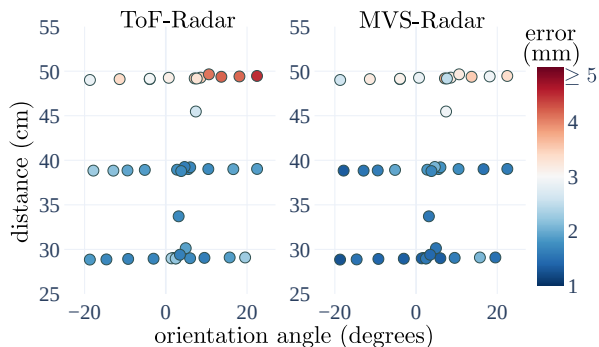 ToF-Radar MVS-Radar
error
(mm)
55 55
50 50
45 45
40 40
35 35
30 30
25 25
distance (cm)
−20 0 20 −20 0 20
orientation angle (degrees)
≥ 5
4
3
2
1